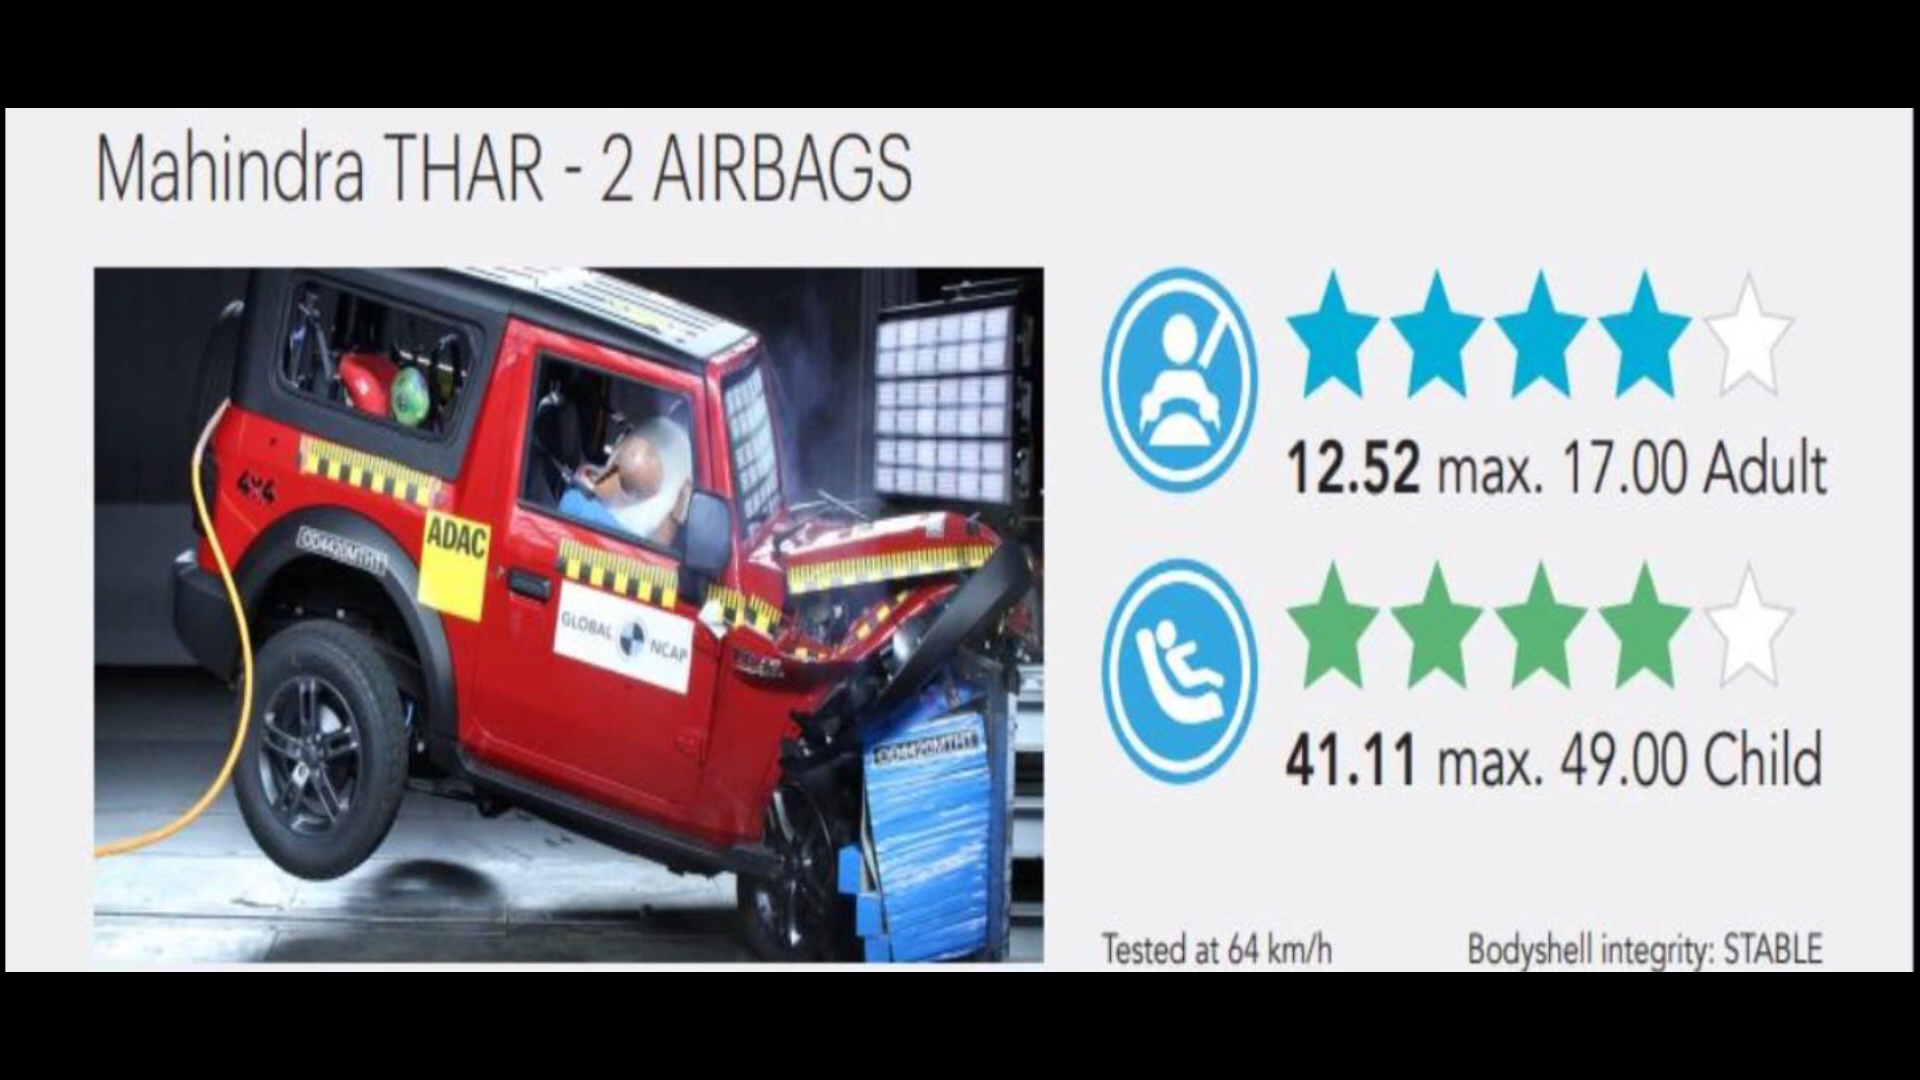 Mahindra THAR - 2 AIRBAGS
4x4
ADAC
GLOBAL NCAP
12.52 max. 17.00 Adult
41.11 max. 49.00 Child
Tested at 64 km/h
Bodyshell integrity: STABLE